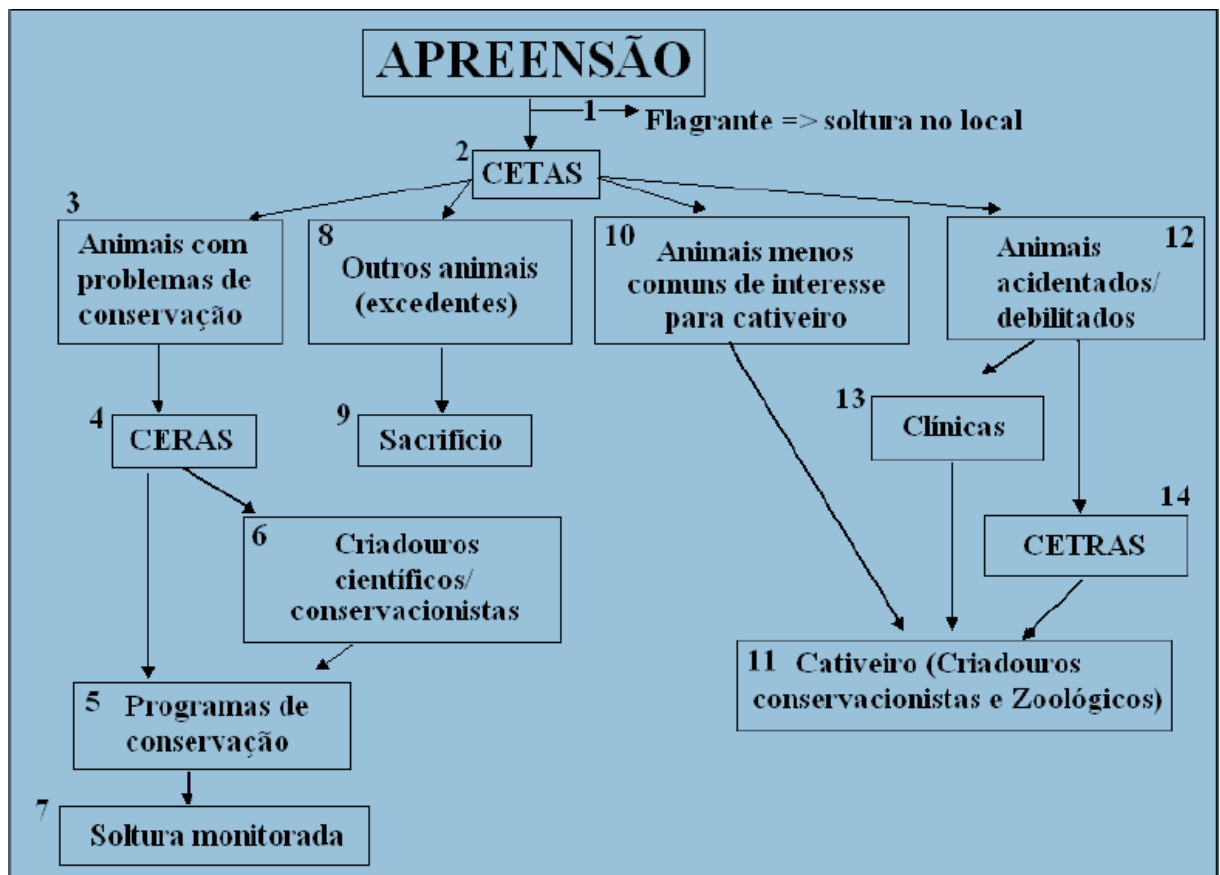 APREENSÃO
1
Flagrante => soltura no local
2
CETAS
3
Animais com
problemas de
conservação
8
Outros animais
(excedentes)
10
Animais menos
comuns de interesse
para cativeiro
12
Animais
acidentados/
debilitados
4
CERAS
9
Sacrifício
13
Clínicas
6
Criadouros
científicos/
conservacionistas
14
CETRAS
5 Programas de
conservação
11 Cativeiro (Criadouros
conservacionistas e Zoológicos)
7
Soltura monitorada